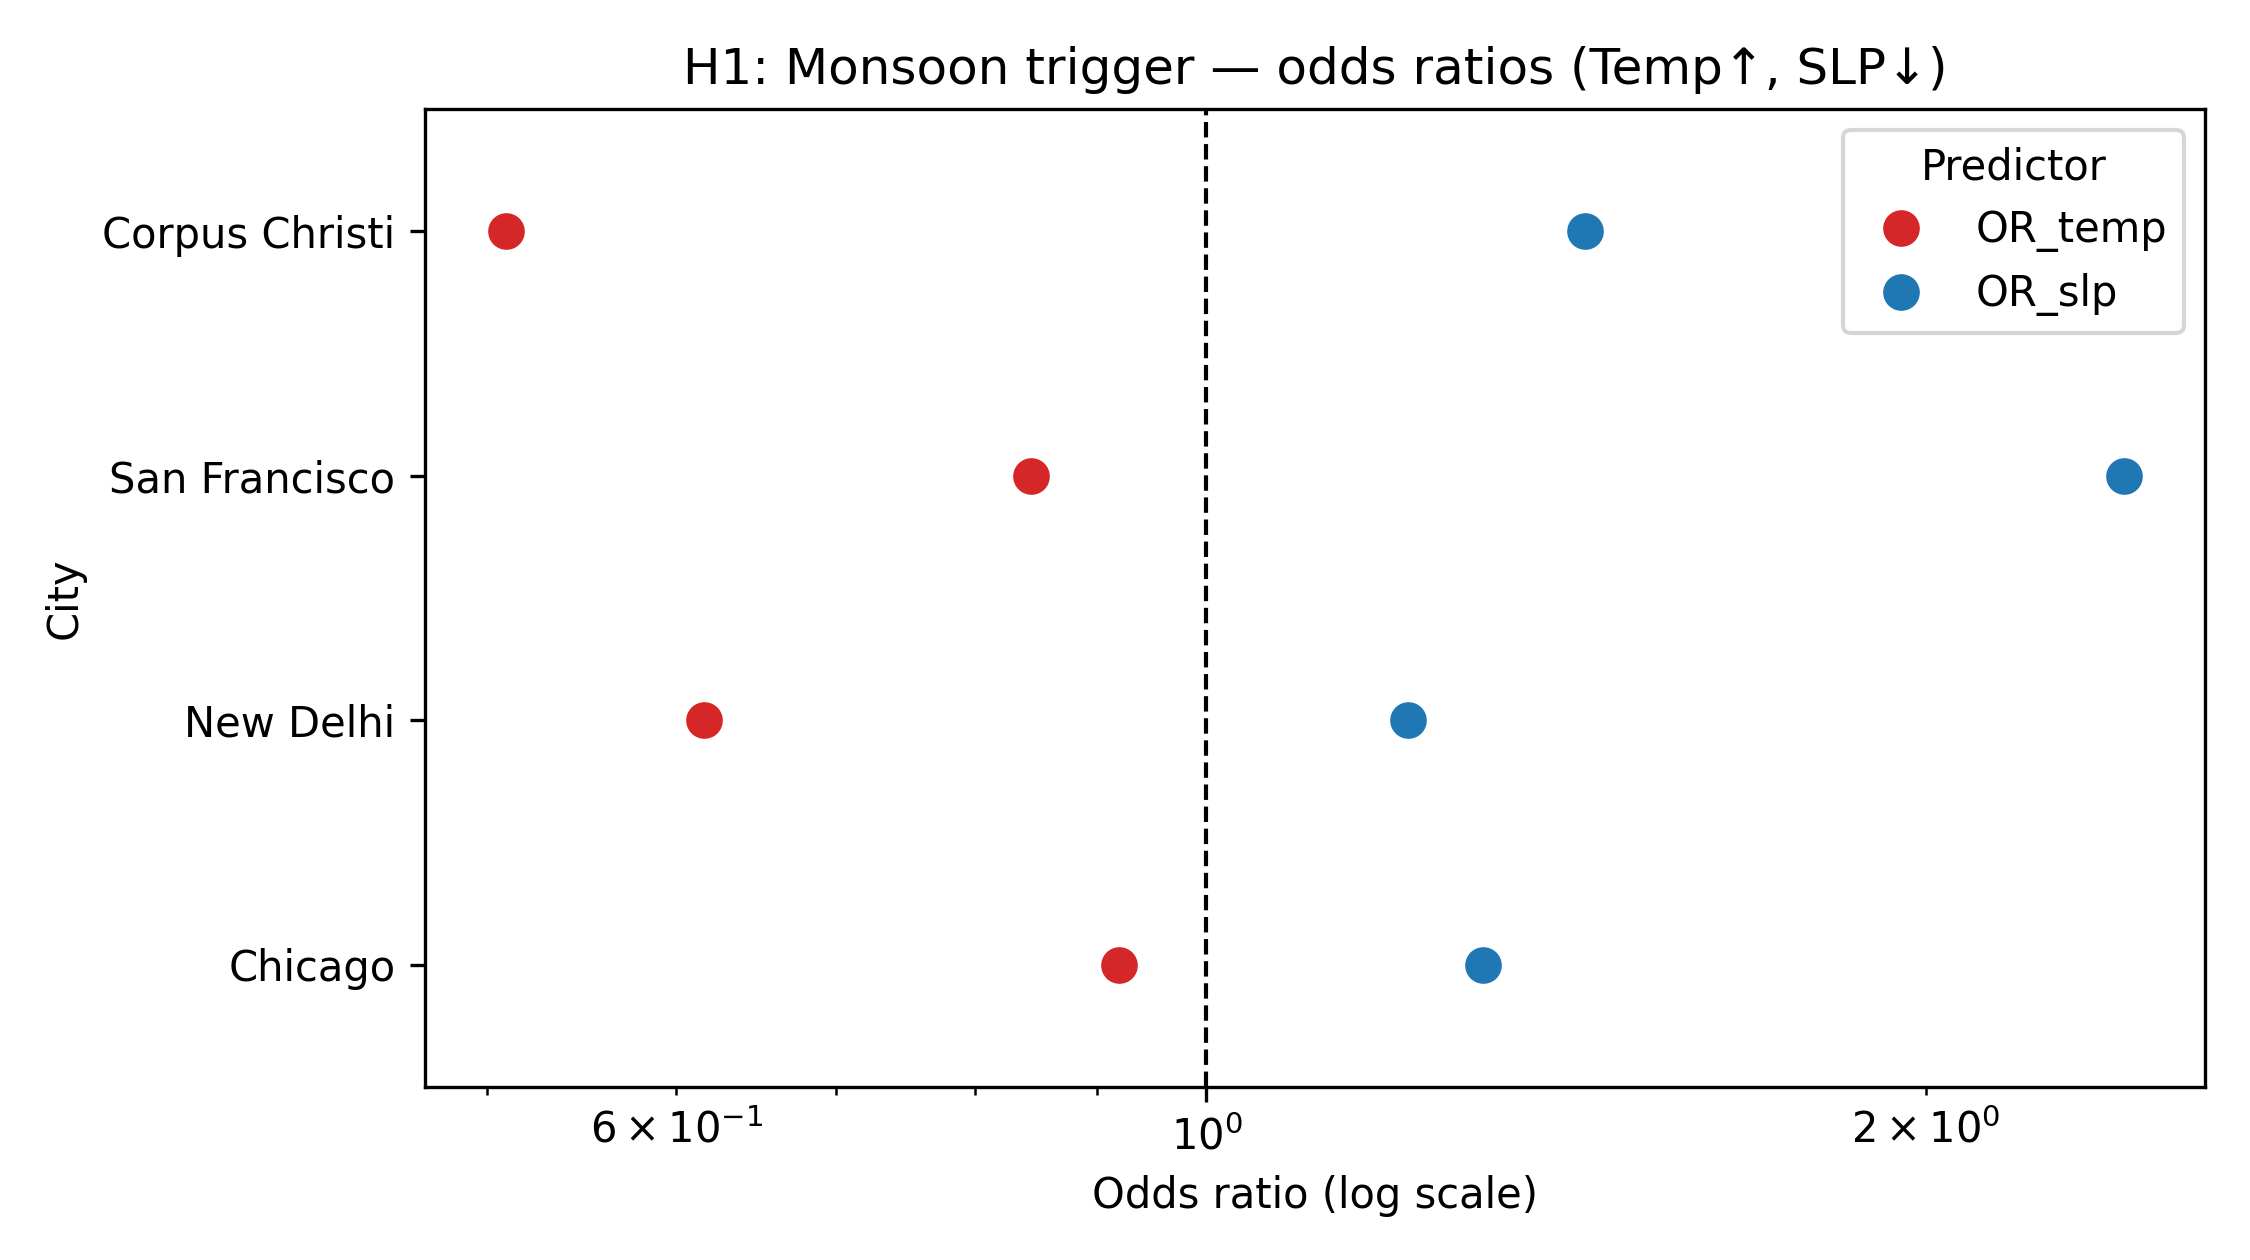 H1: Monsoon trigger — odds ratios (Temp↑, SLP↓)
Predictor
OR_temp
OR_slp
Corpus Christi
San Francisco
New Delhi
Chicago
City
6 × 10⁻¹
10⁰
2 × 10⁰
Odds ratio (log scale)